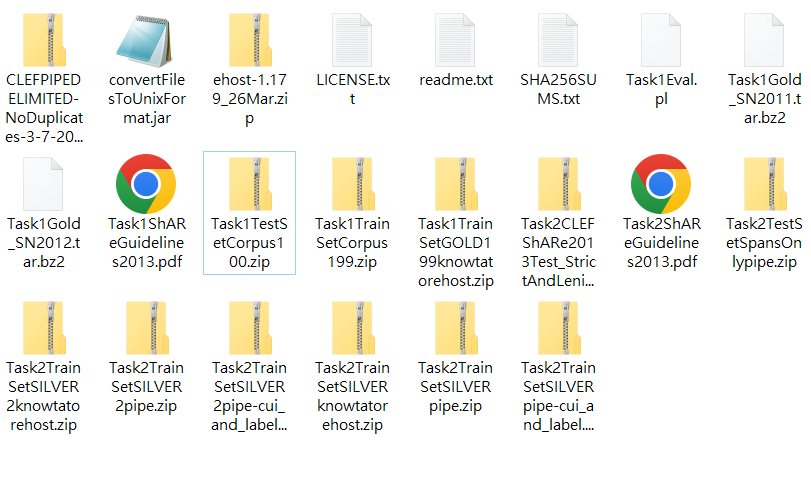 CLEFPIPED
ELIMITED-
NoDuplicat
es-3-7-20...
convertFile
sToUnixFor
mat.jar
ehost-1.17
9_26Mar.zi
p
LICENSE.tx
t
readme.txt
SHA256SU
MS.txt
Task1Eval.
pl
Task1Gold
_SN2011.t
ar.bz2
Task1Gold
_SN2012.t
ar.bz2
Task1ShAR
eGuideline
s2013.pdf
Task1TestS
etCorpus1
00.zip
Task1Train
SetCorpus
199.zip
Task1Train
SetGOLD1
99knowtat
orehost.zip
Task2CLEF
ShARe201
3Test_Stric
tAndLeni...
Task2ShAR
eGuideline
s2013.pdf
Task2TestS
etSpansOn
lypipe.zip
Task2Train
SetSILVER
2knowtato
rehost.zip
Task2Train
SetSILVER
2pipe.zip
Task2Train
SetSILVER
2pipe-cui_
and_label....
Task2Train
SetSILVER
knowtator
ehost.zip
Task2Train
SetSILVER
pipe.zip
Task2Train
SetSILVER
pipe-cui_a
nd_label....